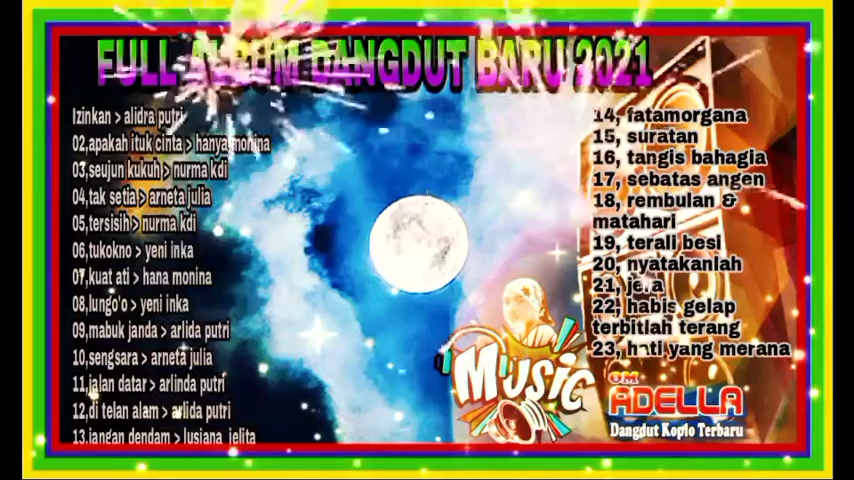 FULL ALBUM DANGDUT BARU 2021
Izinkan > alidra putri
02,apakah ituk cinta > hanya monina
03,seujun kukuh > nurma kdi
04,tak setia > arneta julia
05,tersisih > nurma kdi
06,tukokno > yeni inka
07,kuat ati > hana monina
08,lungo'o > yeni inka
09,mabuk janda > arlida putri
10,sengsara > arneta julia
11,jalan datar > arlinda putri
12,di telan alam > arlida putri
13,jangan dendam > lusiana jelita
14, fatamorgana
15, suratan
16, tangis bahagia
17, sebatas angen
18, rembulan &
matahari
19, terali besi
20, nyatakanlah
21, jera
22, habis gelap
terbitlah terang
23, hati yang merana
MUSIC
OM
ADELLA
Dangdut Koplo Terbaru